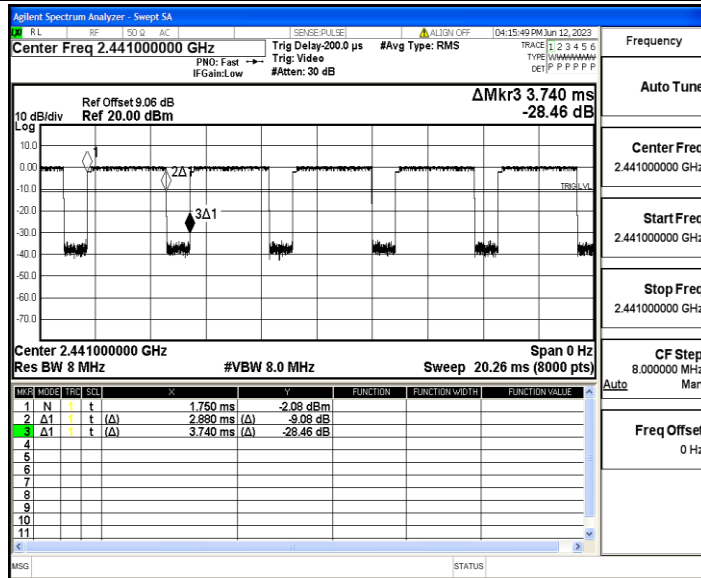 Agilent Spectrum Analyzer - Swept SA
RL RF 50 Ω AC SENSE:PULSE ALIGN OFF 04:15:49 PM Jun 12, 2023
Center Freq 2.441000000 GHz
PNO: Fast
IFGain:Low
Trig Delay-200.0 µs
Trig: Video
#Atten: 30 dB
#Avg Type: RMS
TRACE 1 2 3 4 5 6
TYPE WWWWWW
DET P P P P P P
Ref Offset 9.06 dB
10 dB/div Ref 20.00 dBm
Log
ΔMkr3 3.740 ms
-28.46 dB
10.0
0.00
-10.0
-20.0
-30.0
-40.0
-50.0
-60.0
-70.0
1
2Δ1
3Δ1
TRIG LVL
Center 2.441000000 GHz Span 0 Hz
Res BW 8 MHz #VBW 8.0 MHz Sweep 20.26 ms (8000 pts)
MKR MODE TRC SCL X Y FUNCTION FUNCTION WIDTH FUNCTION VALUE
1 N 1 t 1.750 ms -2.08 dBm
2 Δ1 1 t (Δ) 2.880 ms (Δ) -9.08 dB
3 Δ1 1 t (Δ) 3.740 ms (Δ) -28.46 dB
4
5
6
7
8
9
10
11
MSG STATUS
Frequency
Auto Tune
Center Freq
2.441000000 GHz
Start Freq
2.441000000 GHz
Stop Freq
2.441000000 GHz
CF Step
8.000000 MHz
Auto Man
Freq Offset
0 Hz